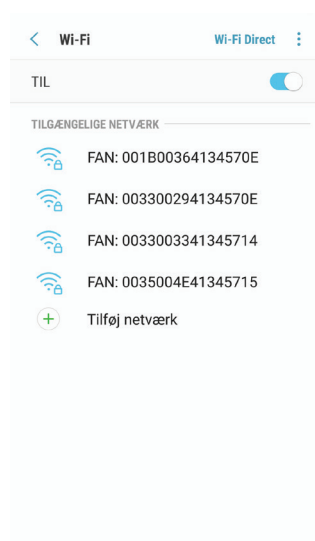 Wi-Fi
Wi-Fi Direct
TIL
TILGÆNGELIGE NETVÆRK
FAN: 001B00364134570E
FAN: 003300294134570E
FAN: 0033003341345714
FAN: 0035004E41345715
Tilføj netværk